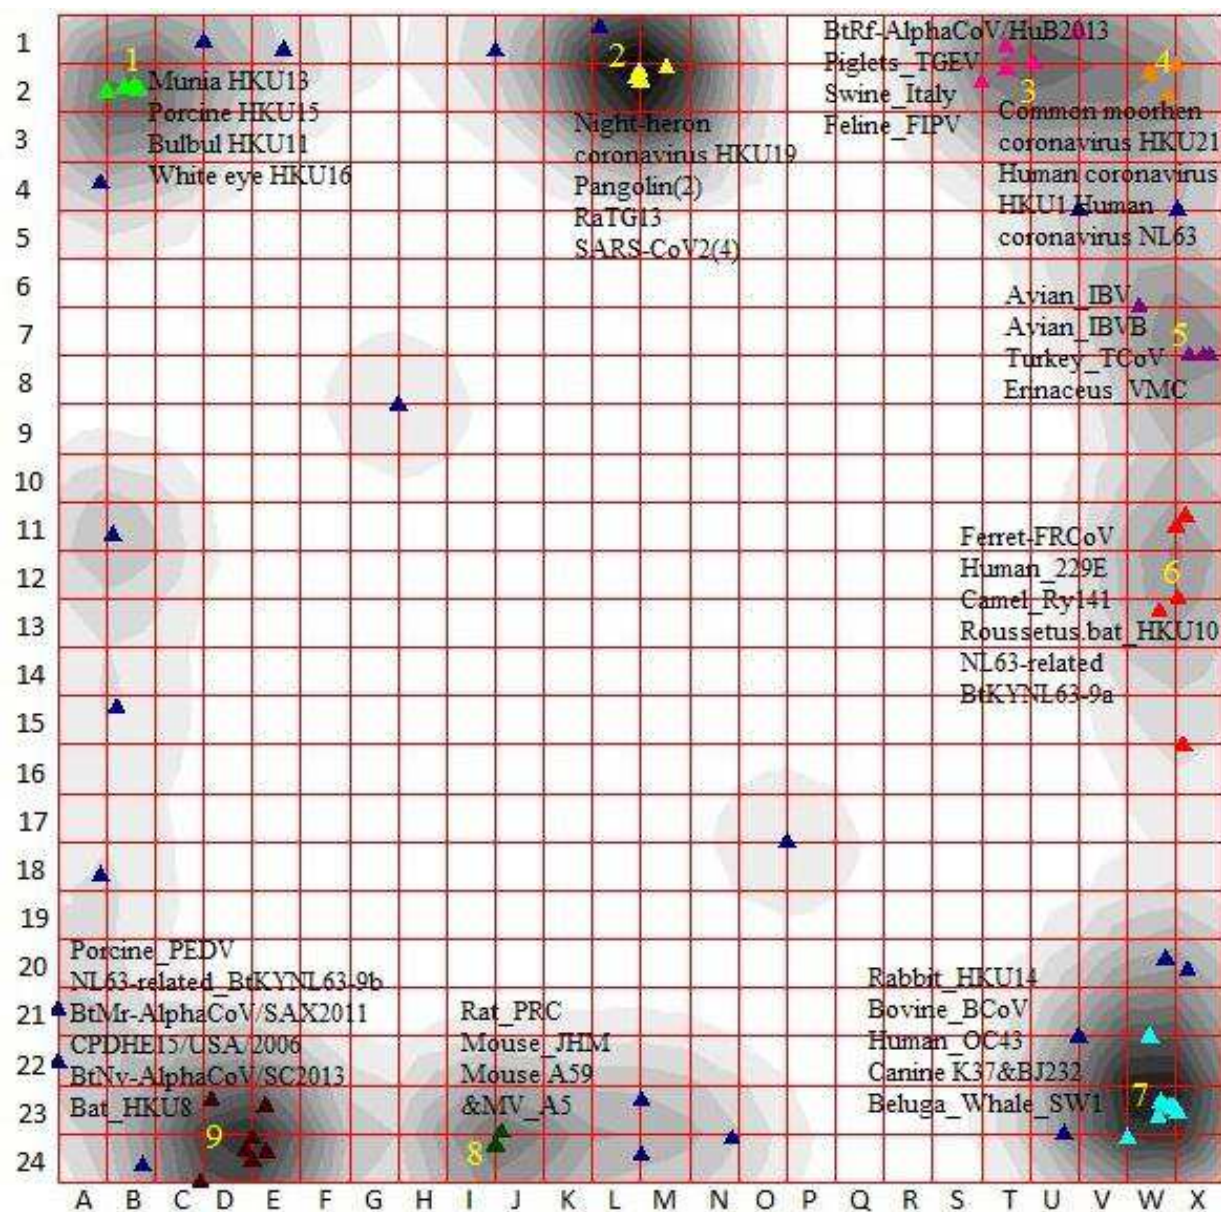 1
2
3
4
5
6
7
8
9
10
11
12
13
14
15
16
17
18
19
20
21
22
23
24
A B C D E F G H I J K L M N O P Q R S T U V W X
1
Munia HKU13
Porcine HKU15
Bulbul HKU11
White eye HKU16
2
Night-heron
coronavirus HKU19
Pangolin(2)
RaTG13
SARS-CoV2(4)
BtRf-AlphaCoV/HuB2013
Piglets_TGEV
Swine_Italy
Feline_FIPV
3
4
Common moorhen
coronavirus HKU21
Human coronavirus
HKU1 Human
coronavirus NL63
Avian_IBV
Avian_IBVB
Turkey_TCoV
Erinaceus_VMC
5
Ferret-FRCoV
Human_229E
Camel_Ry141
Roussetus.bat_HKU10
NL63-related
BtKYNL63-9a
6
Porcine_PEDV
NL63-related_BtKYNL63-9b
BtMr-AlphaCoV/SAX2011
CPDHE15/USA/2006
BtNv-AlphaCoV/SC2013
Bat_HKU8
9
Rat_PRC
Mouse_JHM
Mouse A59
&MV_A5
8
Rabbit_HKU14
Bovine_BCoV
Human_OC43
Canine K37&BJ232
Beluga_Whale_SW1
7